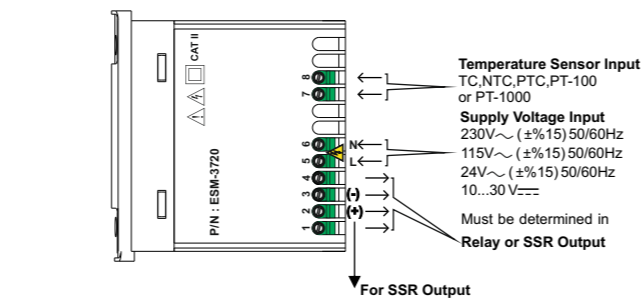 CAT II
P/N : ESM-3720
8
7
6
5
4
3
2
1
N
L
(-)
(+)
Temperature Sensor Input
TC,NTC,PTC,PT-100
or PT-1000
Supply Voltage Input
230V～ (±%15) 50/60Hz
115V～ (±%15) 50/60Hz
24V～ (±%15) 50/60Hz
10...30 V⎓
Must be determined in
Relay or SSR Output
For SSR Output